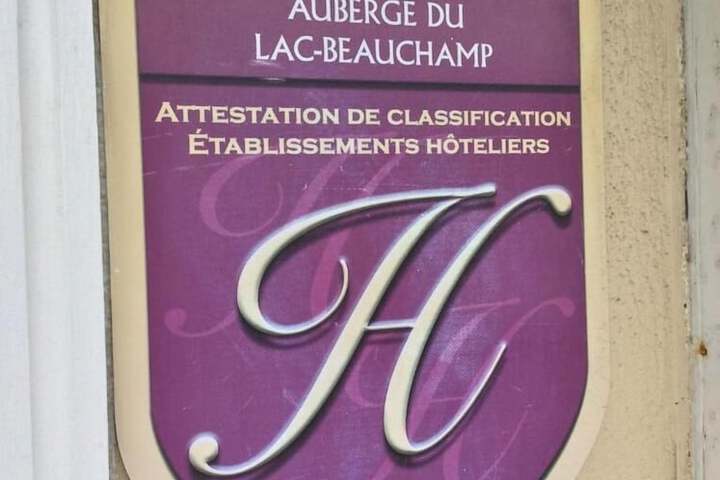 AUBERGE DU
LAC-BEAUCHAMP
ATTESTATION DE CLASSIFICATION
ÉTABLISSEMENTS HÔTELIERS
H